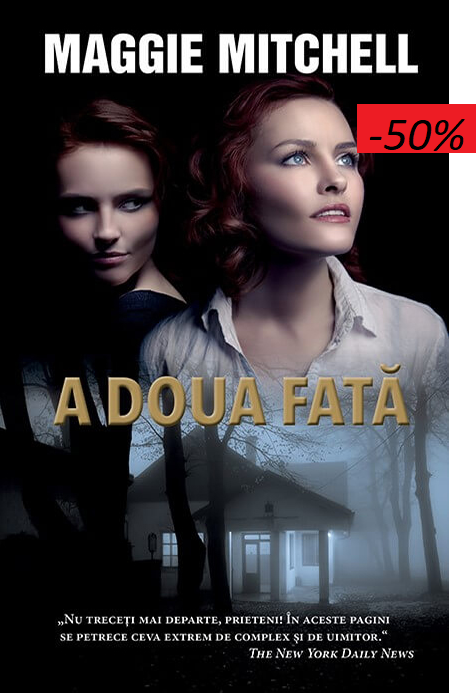 MAGGIE MITCHELL
-50%
A DOUA FATĂ
„Nu treceți mai departe, prieteni! În aceste pagini
se petrece ceva extrem de complex și de uimitor.“
The New York Daily News